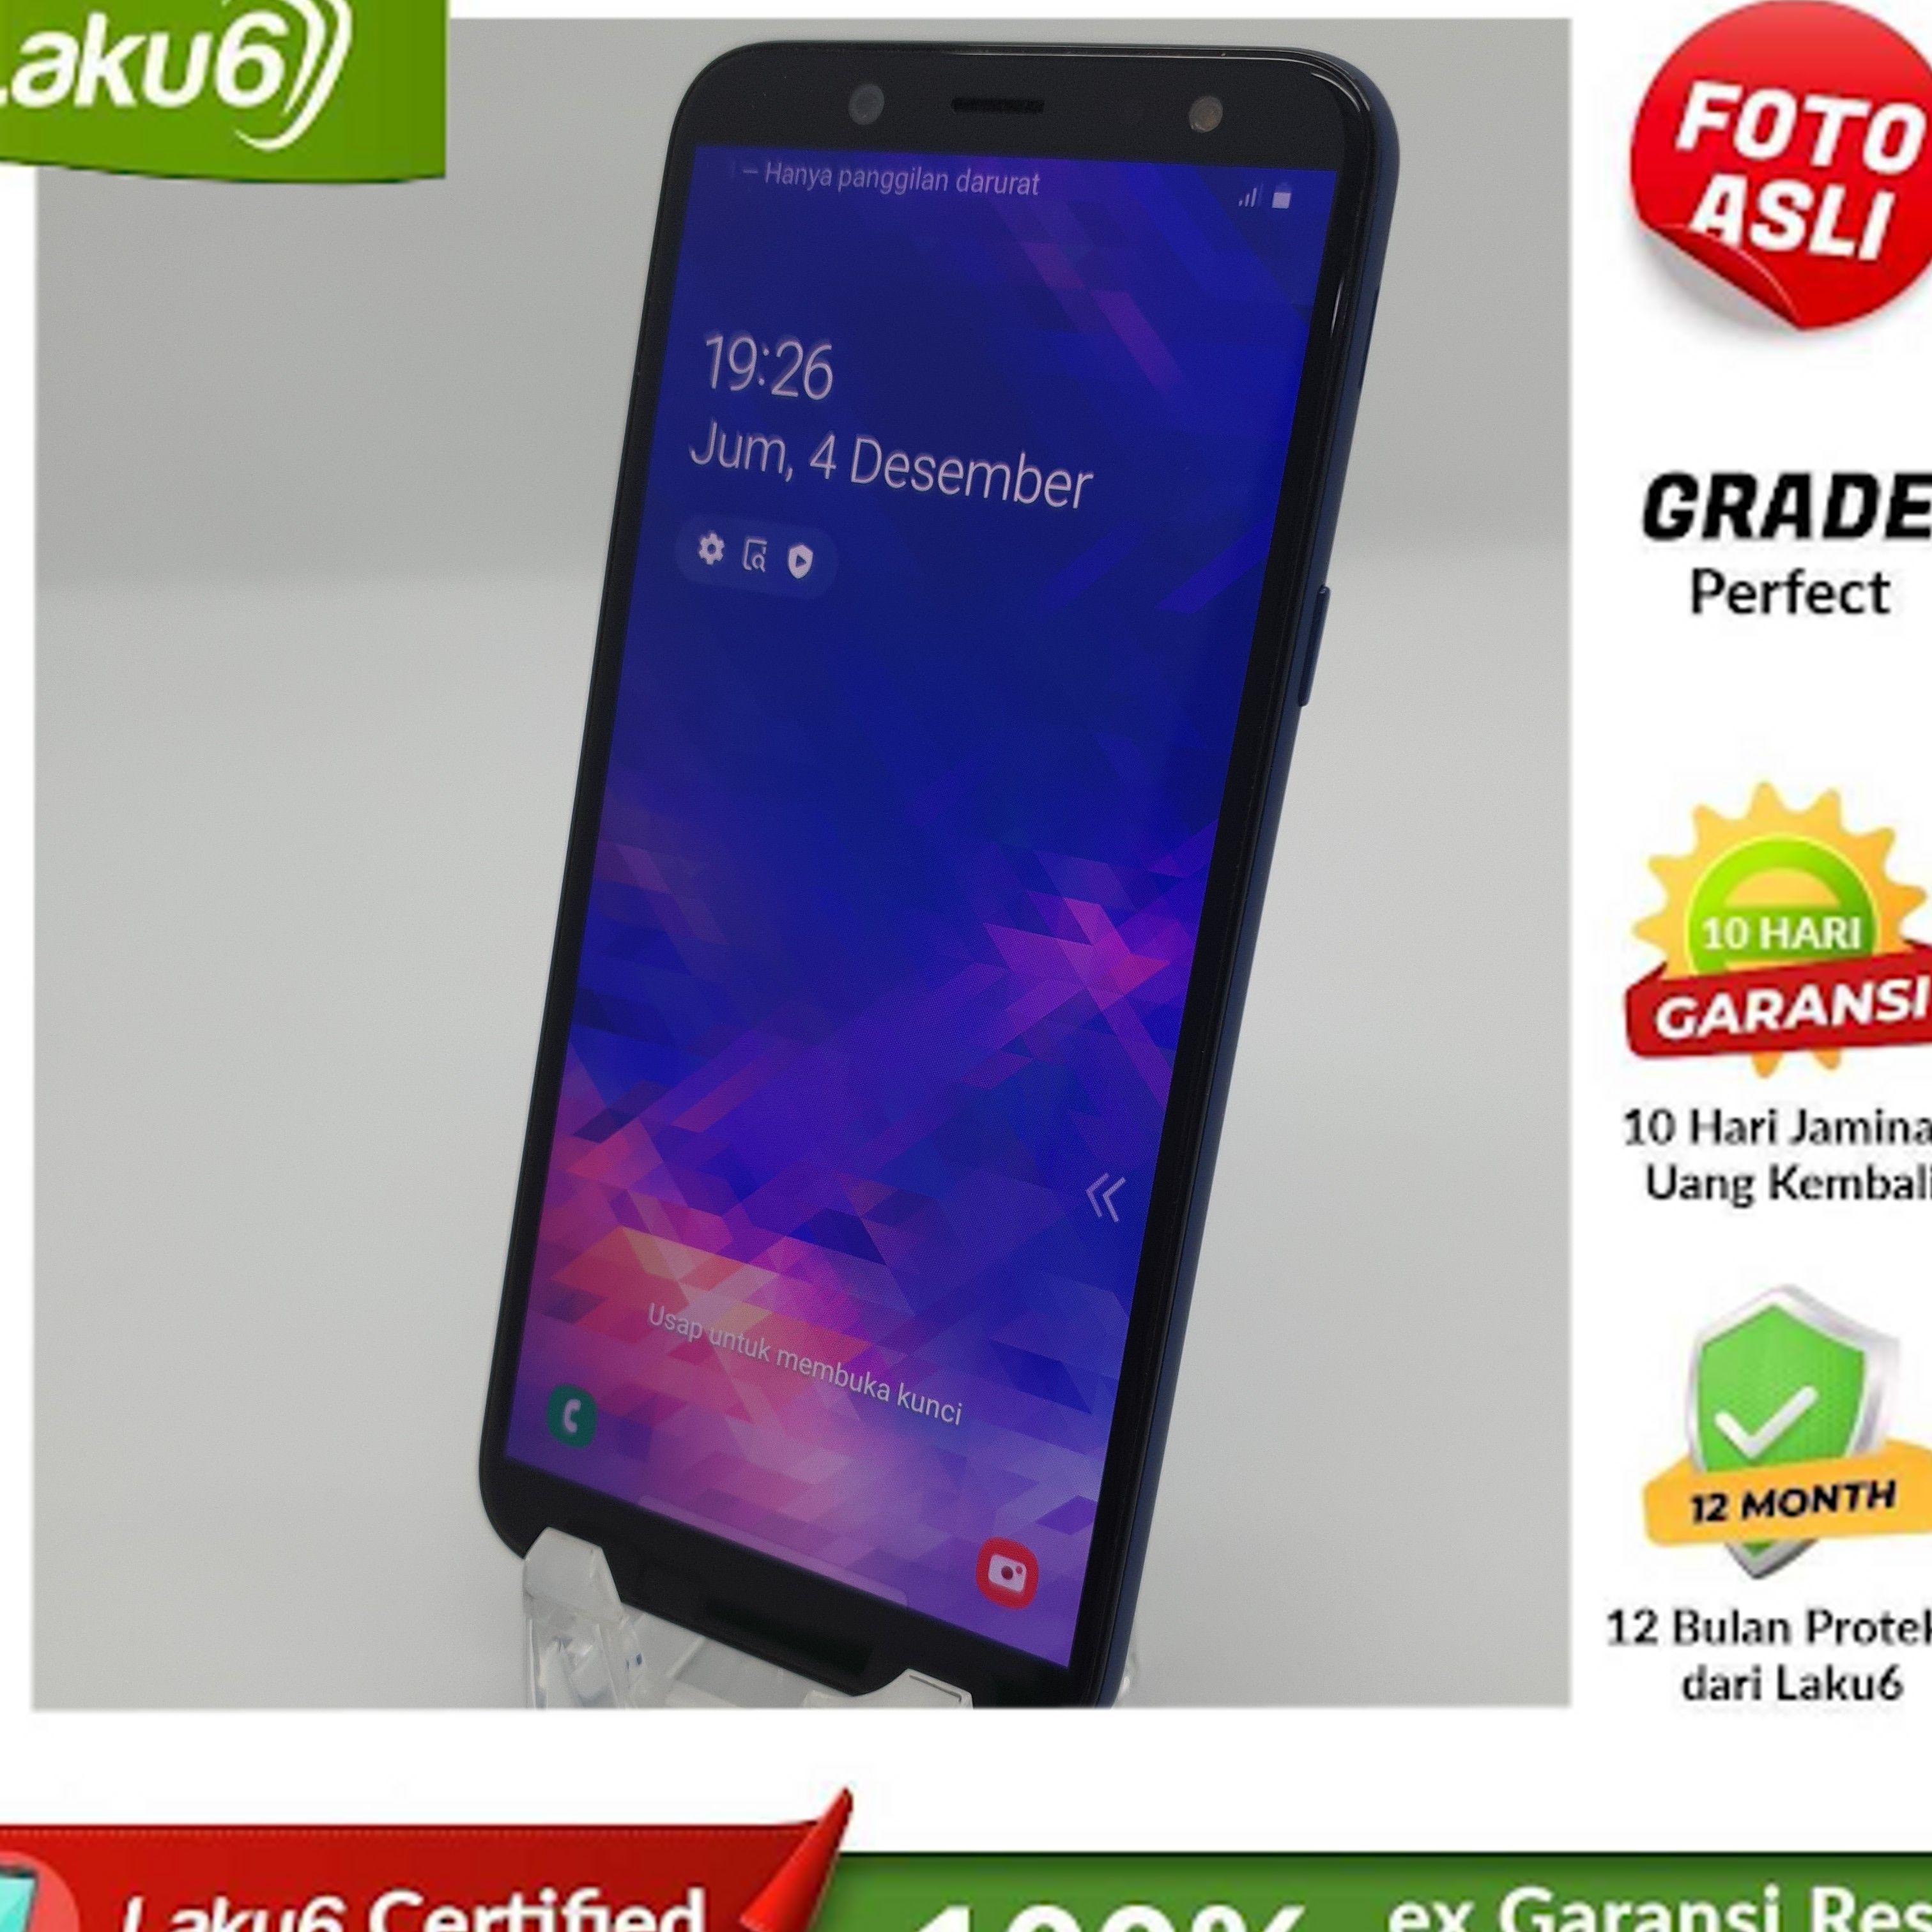 Laku6
FOTO
ASLI
— Hanya panggilan darurat
19:26
Jum, 4 Desember
GRADE
Perfect
10 HARI
GARANSI
10 Hari Jamina
Uang Kembali
Usap untuk membuka kunci
12 MONTH
12 Bulan Protek
dari Laku6
Laku6 Certified
100%
ex Garansi Res